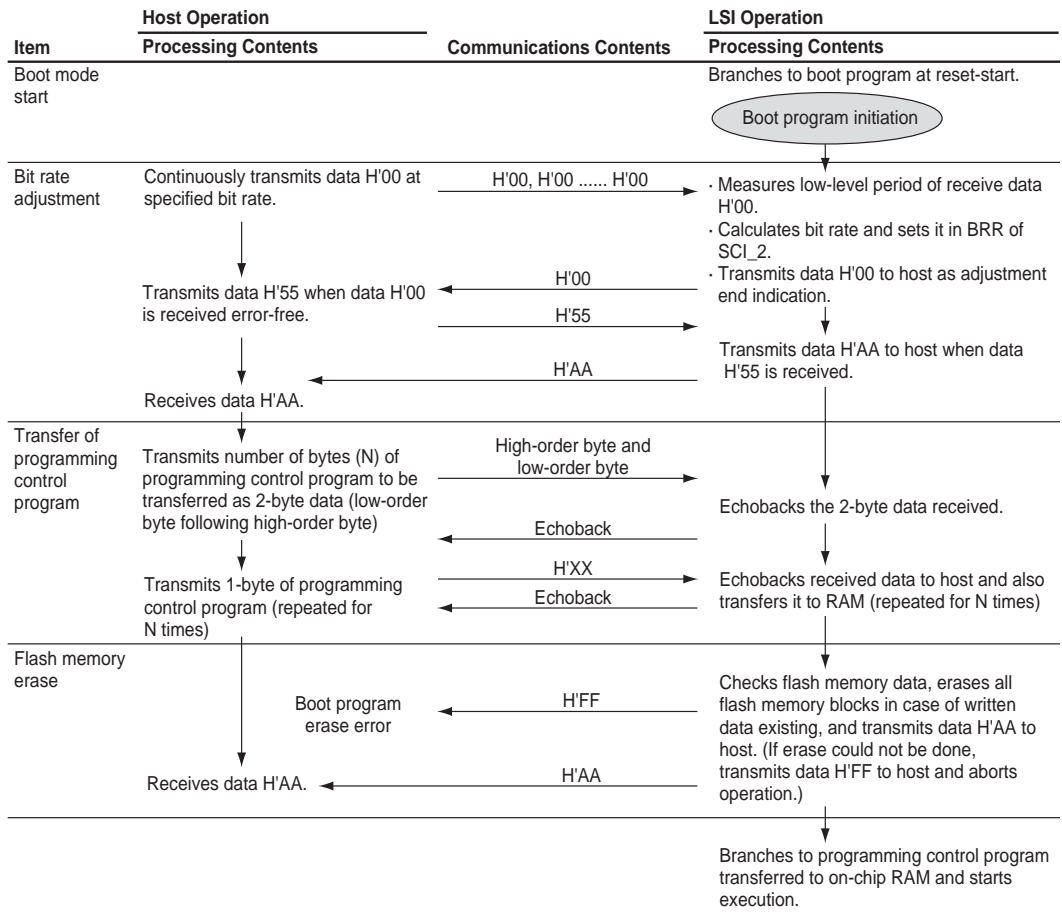 Host Operation
LSI Operation
Item
Processing Contents
Communications Contents
Processing Contents
Boot mode
start
Branches to boot program at reset-start.
Boot program initiation
Bit rate
adjustment
Continuously transmits data H'00 at
specified bit rate.
H'00, H'00 ...... H'00
· Measures low-level period of receive data
H'00.
· Calculates bit rate and sets it in BRR of
SCI_2.
· Transmits data H'00 to host as adjustment
end indication.
H'00
Transmits data H'55 when data H'00
is received error-free.
H'55
Transmits data H'AA to host when data
H'55 is received.
H'AA
Receives data H'AA.
Transfer of
programming
control
program
Transmits number of bytes (N) of
programming control program to be
transferred as 2-byte data (low-order
byte following high-order byte)
High-order byte and
low-order byte
Echobacks the 2-byte data received.
Echoback
Transmits 1-byte of programming
control program (repeated for
N times)
H'XX
Echoback
Echobacks received data to host and also
transfers it to RAM (repeated for N times)
Flash memory
erase
Boot program
erase error
H'FF
Checks flash memory data, erases all
flash memory blocks in case of written
data existing, and transmits data H'AA to
host. (If erase could not be done,
transmits data H'FF to host and aborts
operation.)
Receives data H'AA.
H'AA
Branches to programming control program
transferred to on-chip RAM and starts
execution.